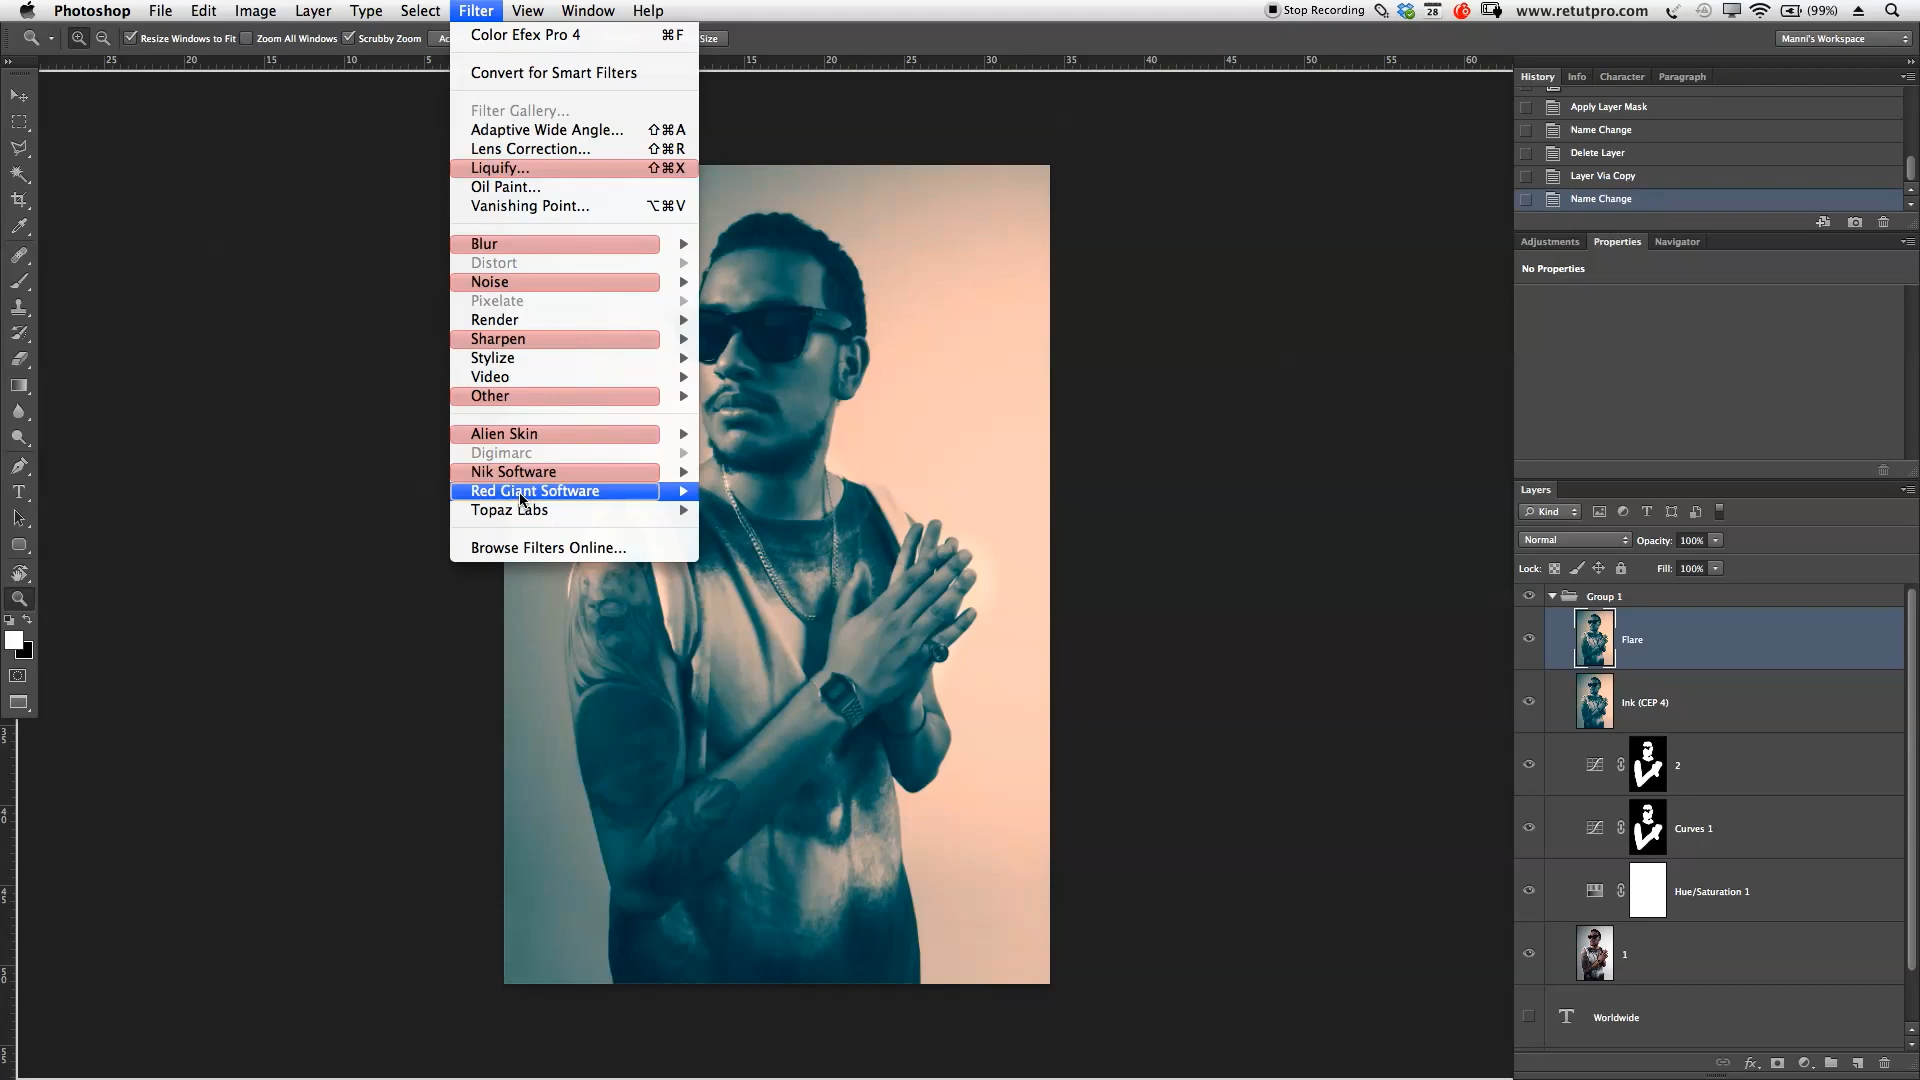 Photoshop File Edit Image Layer Type Select Filter View Window Help
Stop Recording 28 www.retutpro.com (99%)
Resize Windows to Fit Zoom All Windows Scrubby Zoom Size
Manni's Workspace
25 20 15 10 5 15 20 25 30 35 40 45 50 55 60
Color Efex Pro 4 ⌘F
Convert for Smart Filters
Filter Gallery...
Adaptive Wide Angle... ⇧⌘A
Lens Correction... ⇧⌘R
Liquify... ⇧⌘X
Oil Paint...
Vanishing Point... ⌥⌘V
Blur
Distort
Noise
Pixelate
Render
Sharpen
Stylize
Video
Other
Alien Skin
Digimarc
Nik Software
Red Giant Software
Topaz Labs
Browse Filters Online...
History Info Character Paragraph
Apply Layer Mask
Name Change
Delete Layer
Layer Via Copy
Name Change
Adjustments Properties Navigator
No Properties
Layers
Kind
Normal Opacity: 100%
Lock: Fill: 100%
Group 1
Flare
Ink (CEP 4)
2
Curves 1
Hue/Saturation 1
1
Worldwide